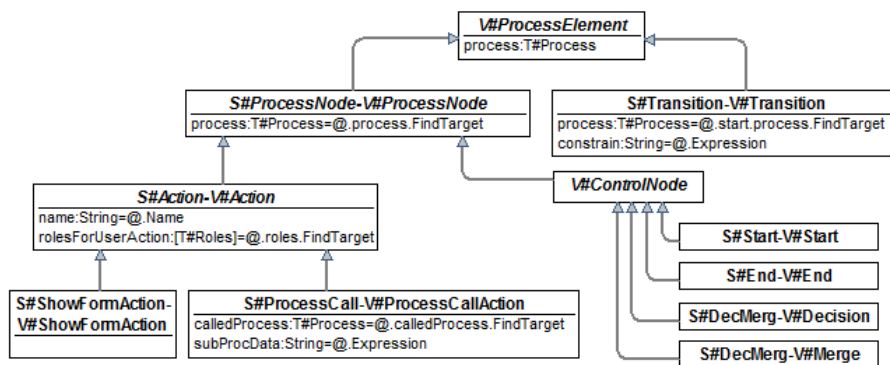 V#ProcessElement
process:T#Process
S#ProcessNode-V#ProcessNode
process:T#Process=@.process.FindTarget
S#Transition-V#Transition
process:T#Process=@.start.process.FindTarget
constrain:String=@.Expression
S#Action-V#Action
name:String=@.Name
rolesForUserAction:[T#Roles]=@.roles.FindTarget
V#ControlNode
S#Start-V#Start
S#End-V#End
S#DecMerg-V#Decision
S#DecMerg-V#Merge
S#ShowFormAction-
V#ShowFormAction
S#ProcessCall-V#ProcessCallAction
calledProcess:T#Process=@.calledProcess.FindTarget
subProcData:String=@.Expression